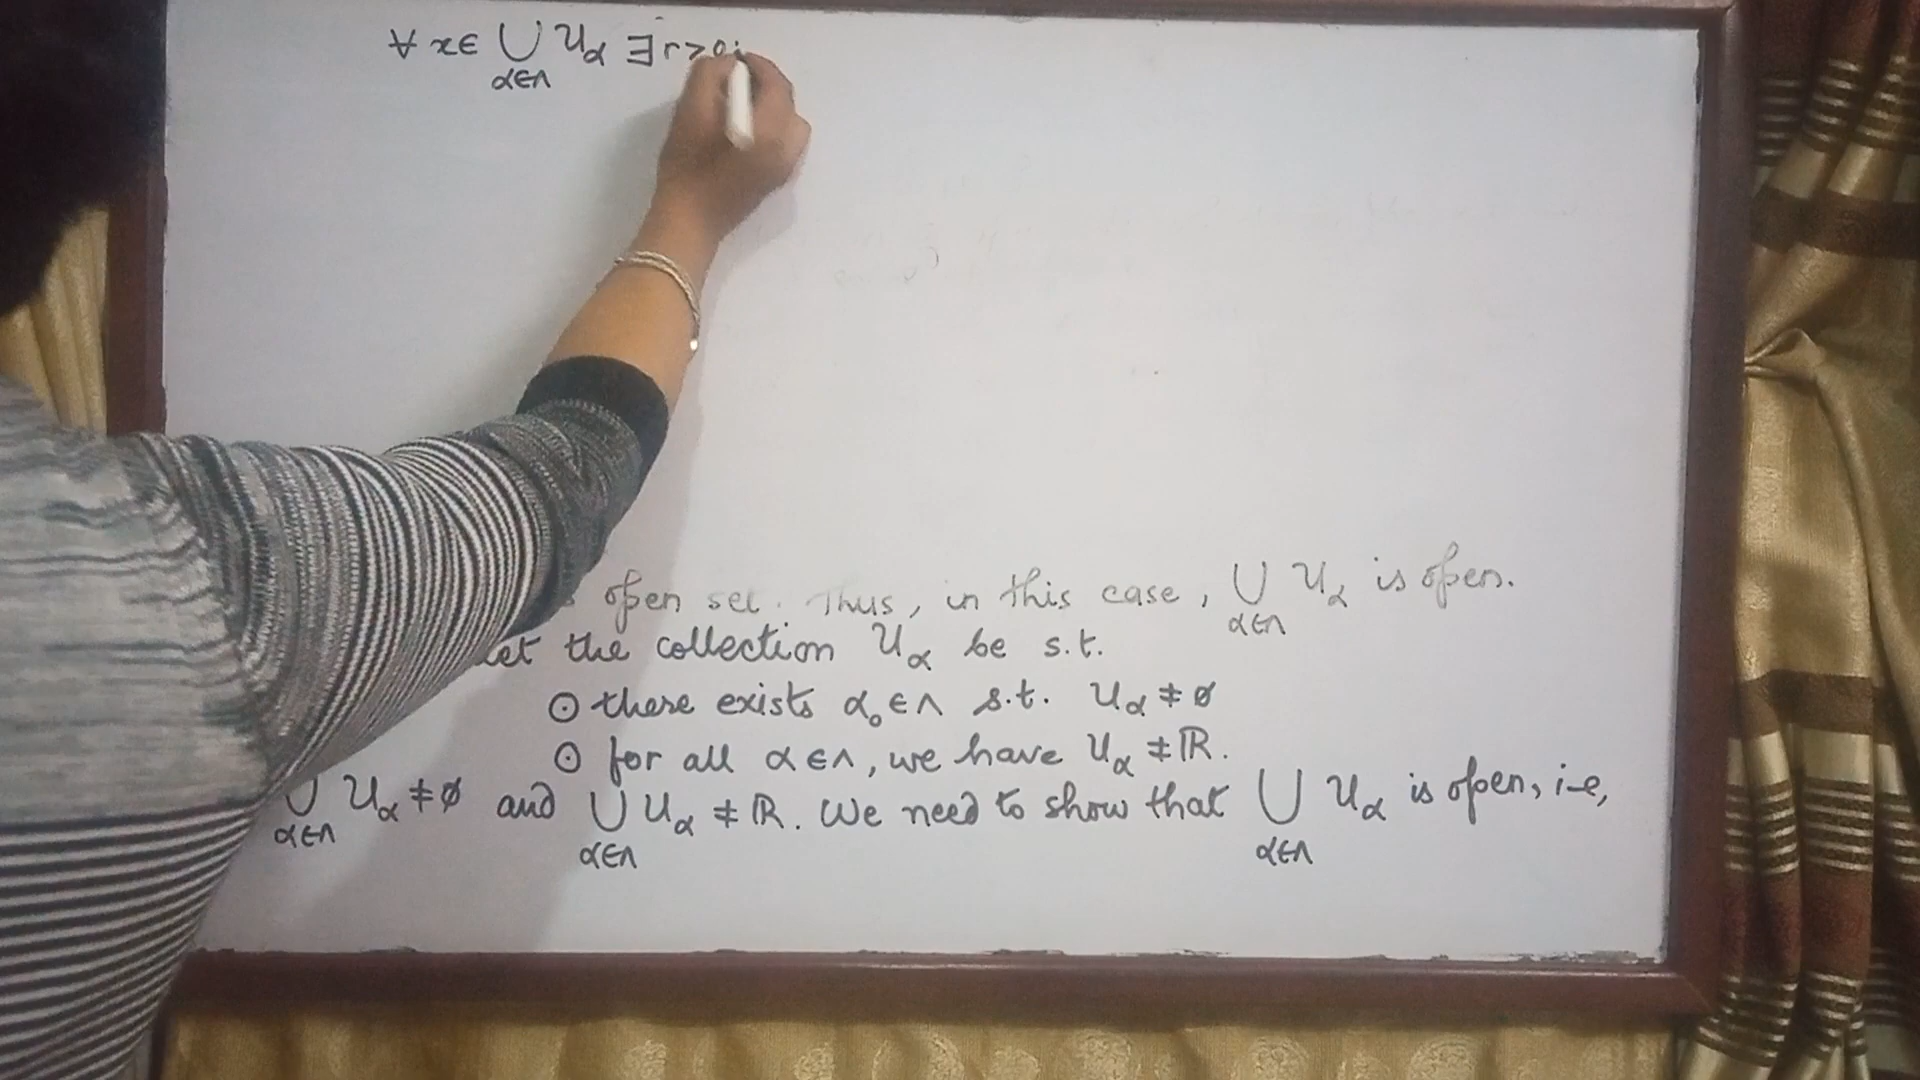 ∀ x∈ ⋃_{α∈Λ} U_α ∃ r>0
open set. Thus, in this case, ⋃_{α∈Λ} U_α is open.
Let the collection U_α be s.t.
⊙ there exists α₀∈Λ s.t. U_α ≠ ∅
⊙ for all α∈Λ, we have U_α ≠ ℝ.
⋃_{α∈Λ} U_α ≠ ∅ and ⋃_{α∈Λ} U_α ≠ ℝ. We need to show that ⋃_{α∈Λ} U_α is open, i-e,